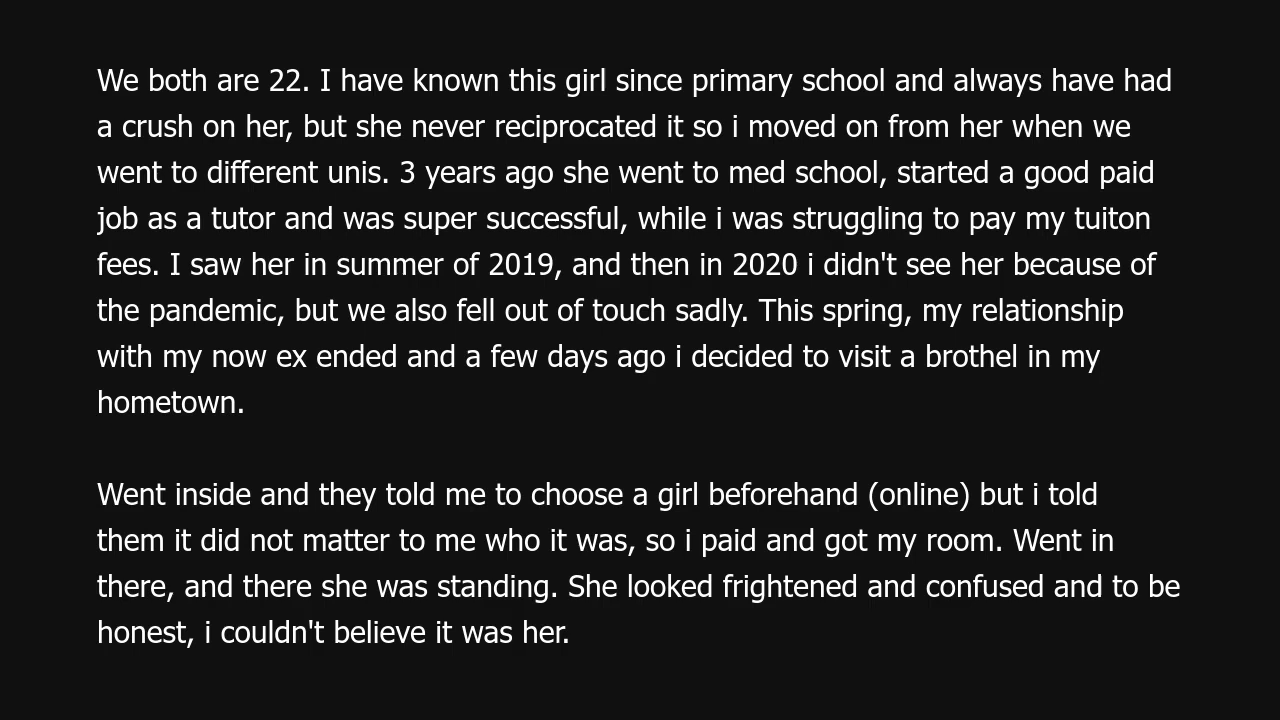 We both are 22. I have known this girl since primary school and always have had
a crush on her, but she never reciprocated it so i moved on from her when we
went to different unis. 3 years ago she went to med school, started a good paid
job as a tutor and was super successful, while i was struggling to pay my tuiton
fees. I saw her in summer of 2019, and then in 2020 i didn't see her because of
the pandemic, but we also fell out of touch sadly. This spring, my relationship
with my now ex ended and a few days ago i decided to visit a brothel in my
hometown.
Went inside and they told me to choose a girl beforehand (online) but i told
them it did not matter to me who it was, so i paid and got my room. Went in
there, and there she was standing. She looked frightened and confused and to be
honest, i couldn't believe it was her.